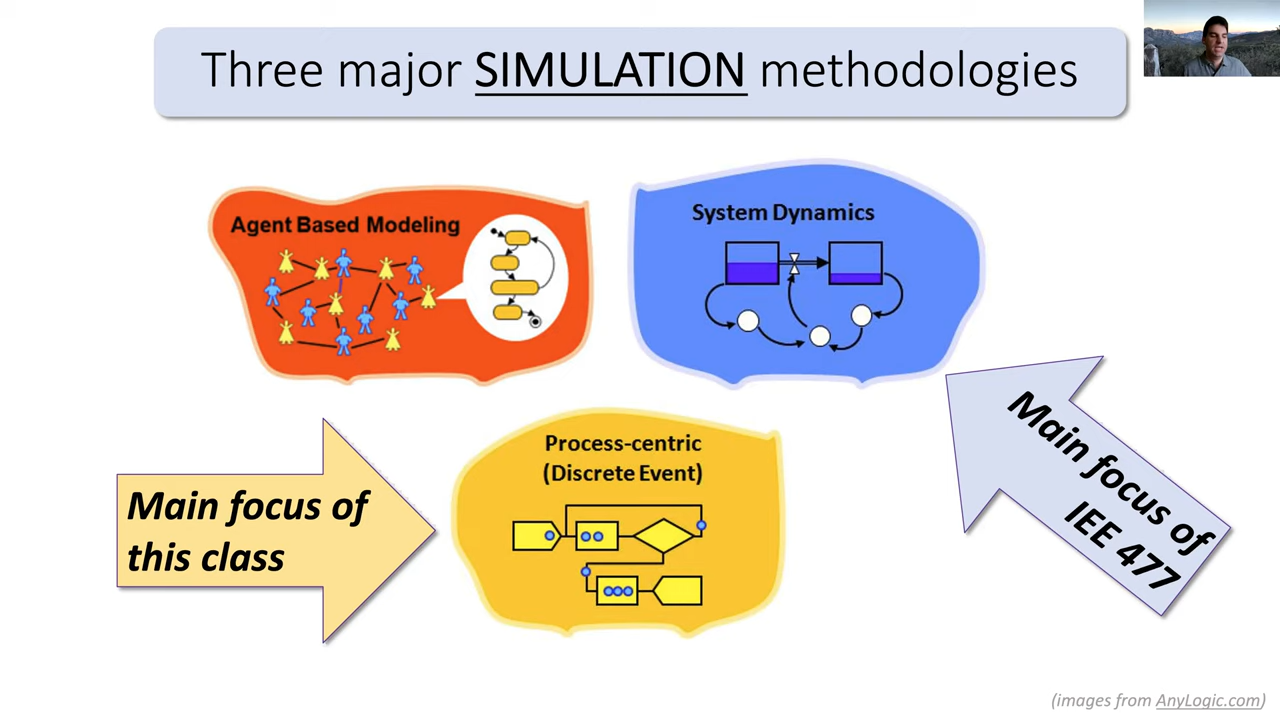 Three major SIMULATION methodologies
Agent Based Modeling
System Dynamics
Process-centric
(Discrete Event)
Main focus of
this class
Main focus of
IEE 477
(images from AnyLogic.com)